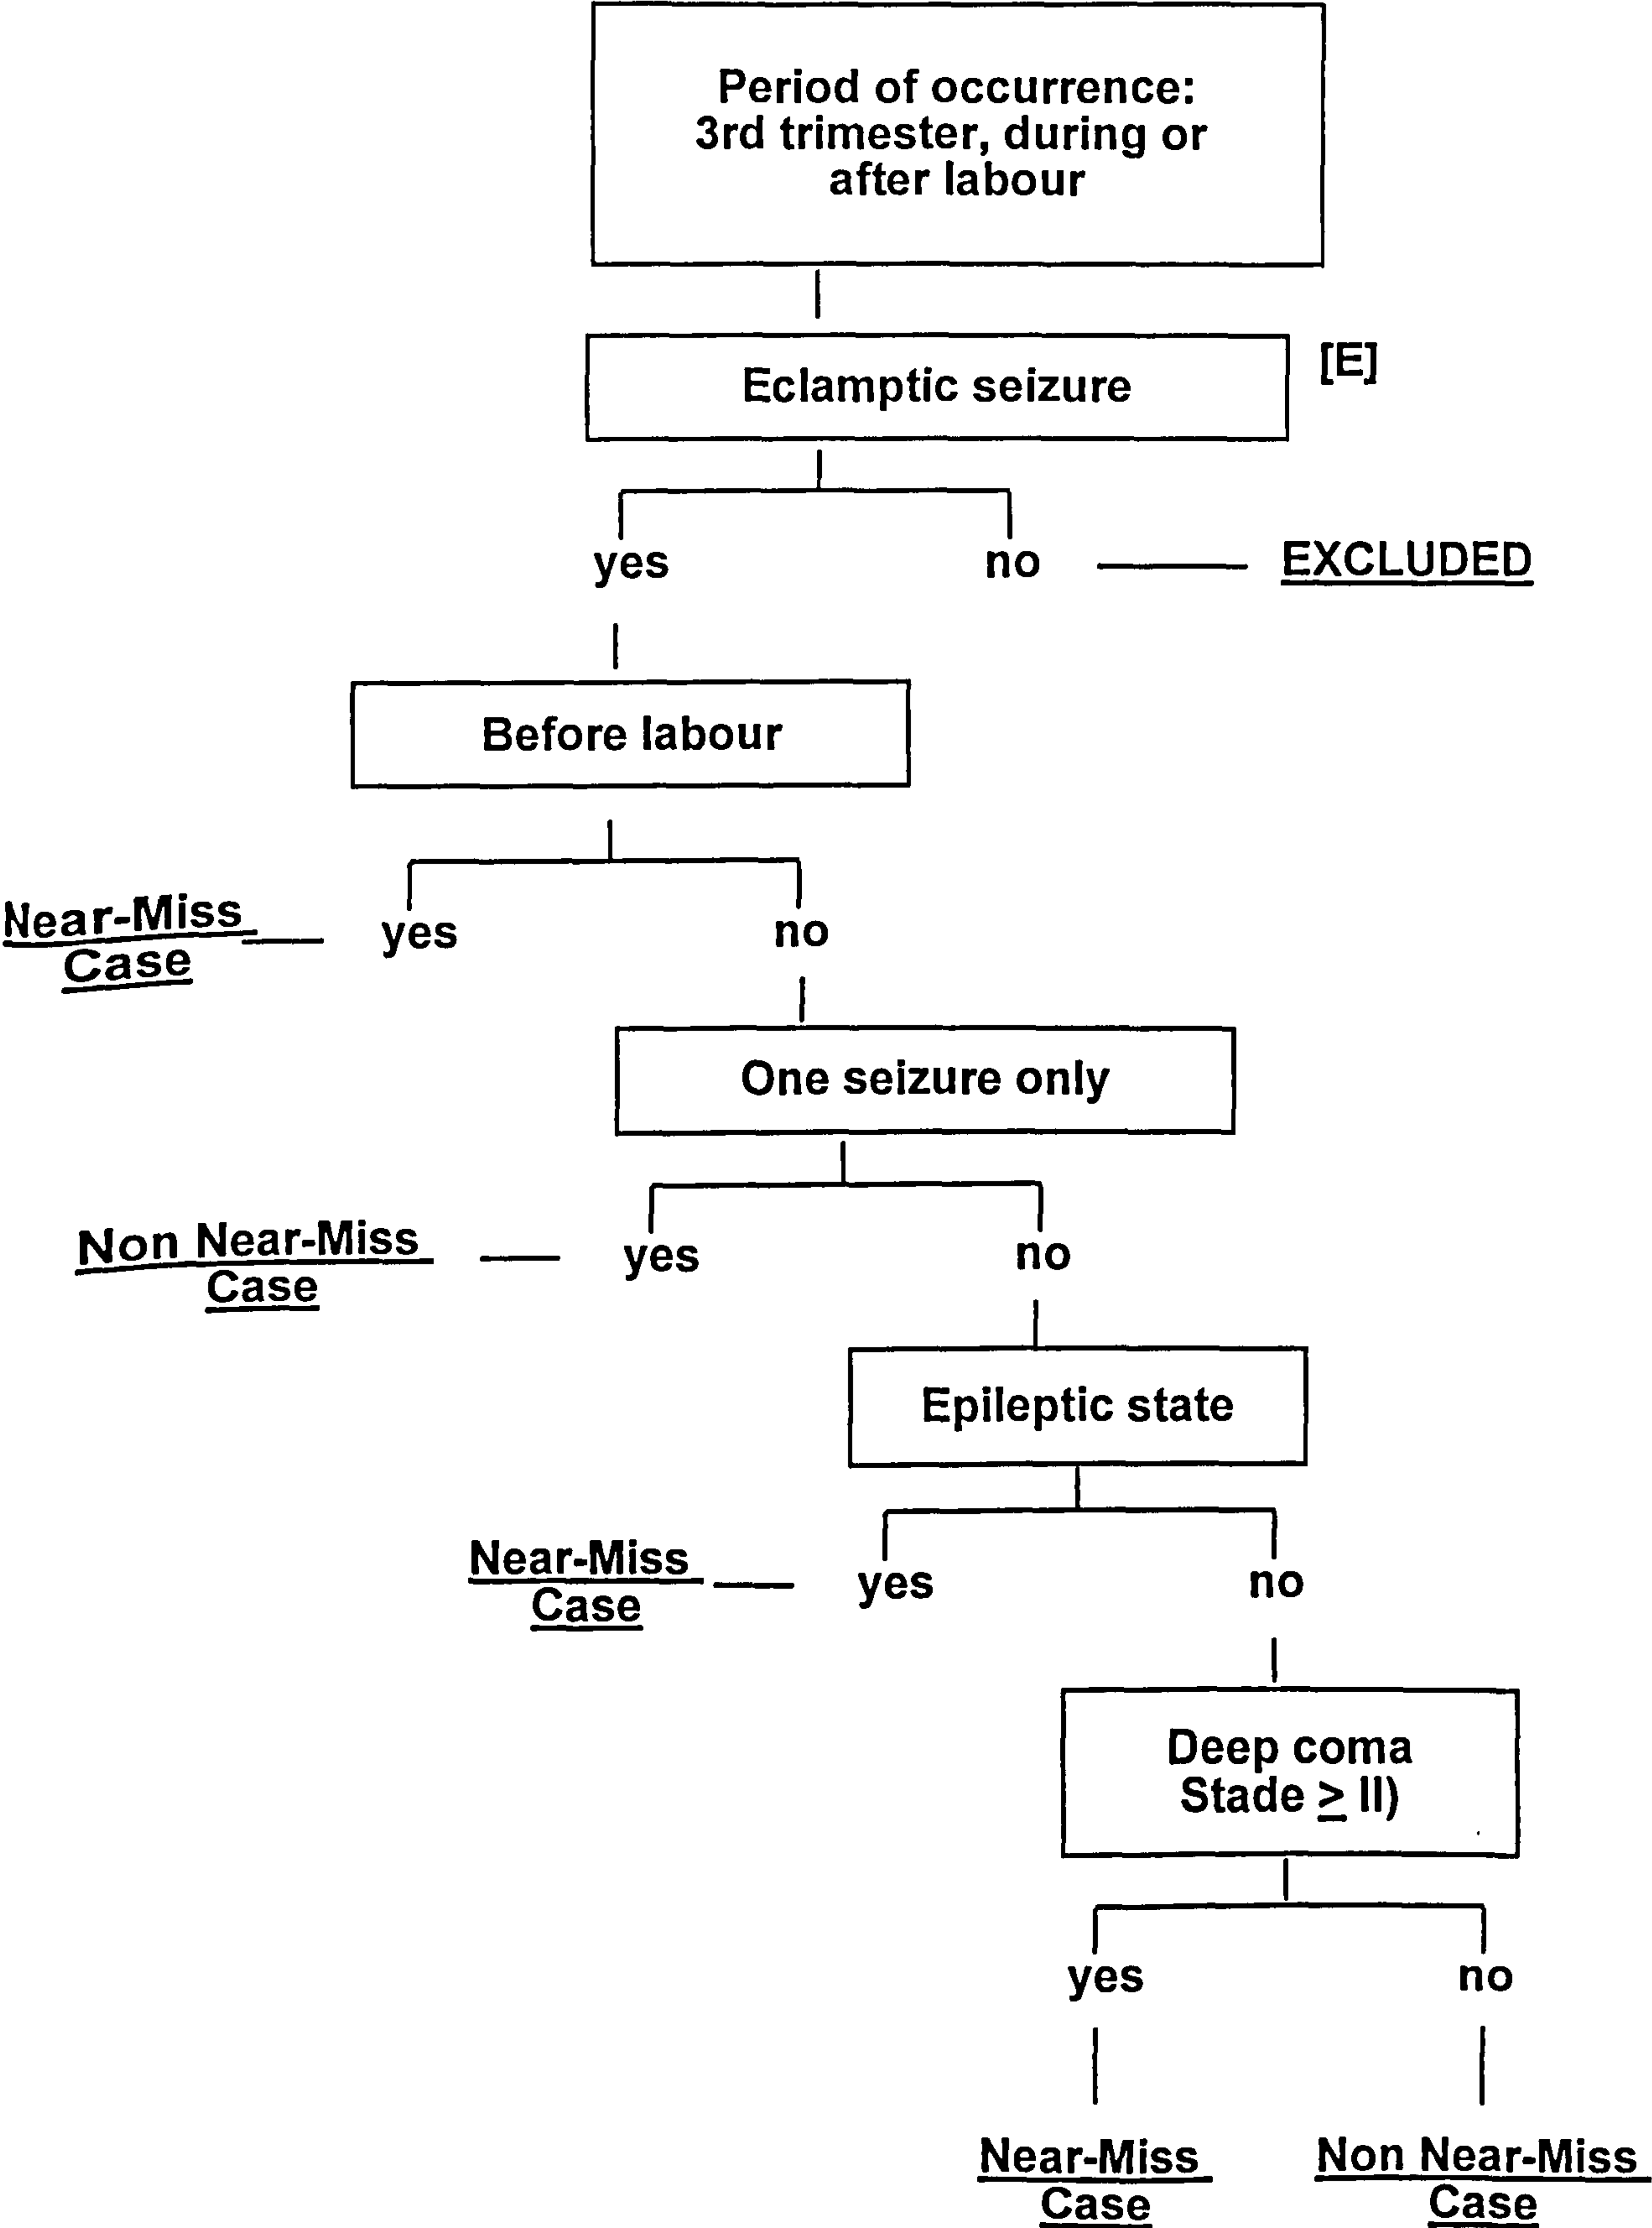 Period of occurrence:
3rd trimester, during or
after labour
Eclamptic seizure
[E]
yes
no
EXCLUDED
Before labour
Near-Miss
Case
yes
no
One seizure only
Non Near-Miss
Case
yes
no
Epileptic state
Near-Miss
Case
yes
no
Deep coma
Stade ≥ II)
yes
no
Near-Miss
Case
Non Near-Miss
Case